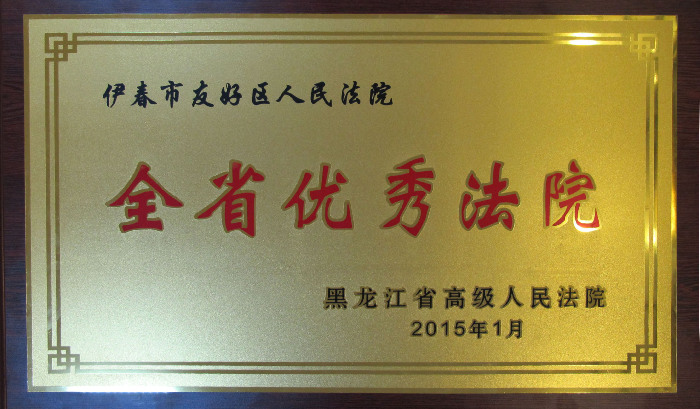 伊春市友好区人民法院
全省优秀法院
黑龙江省高级人民法院
2015年1月